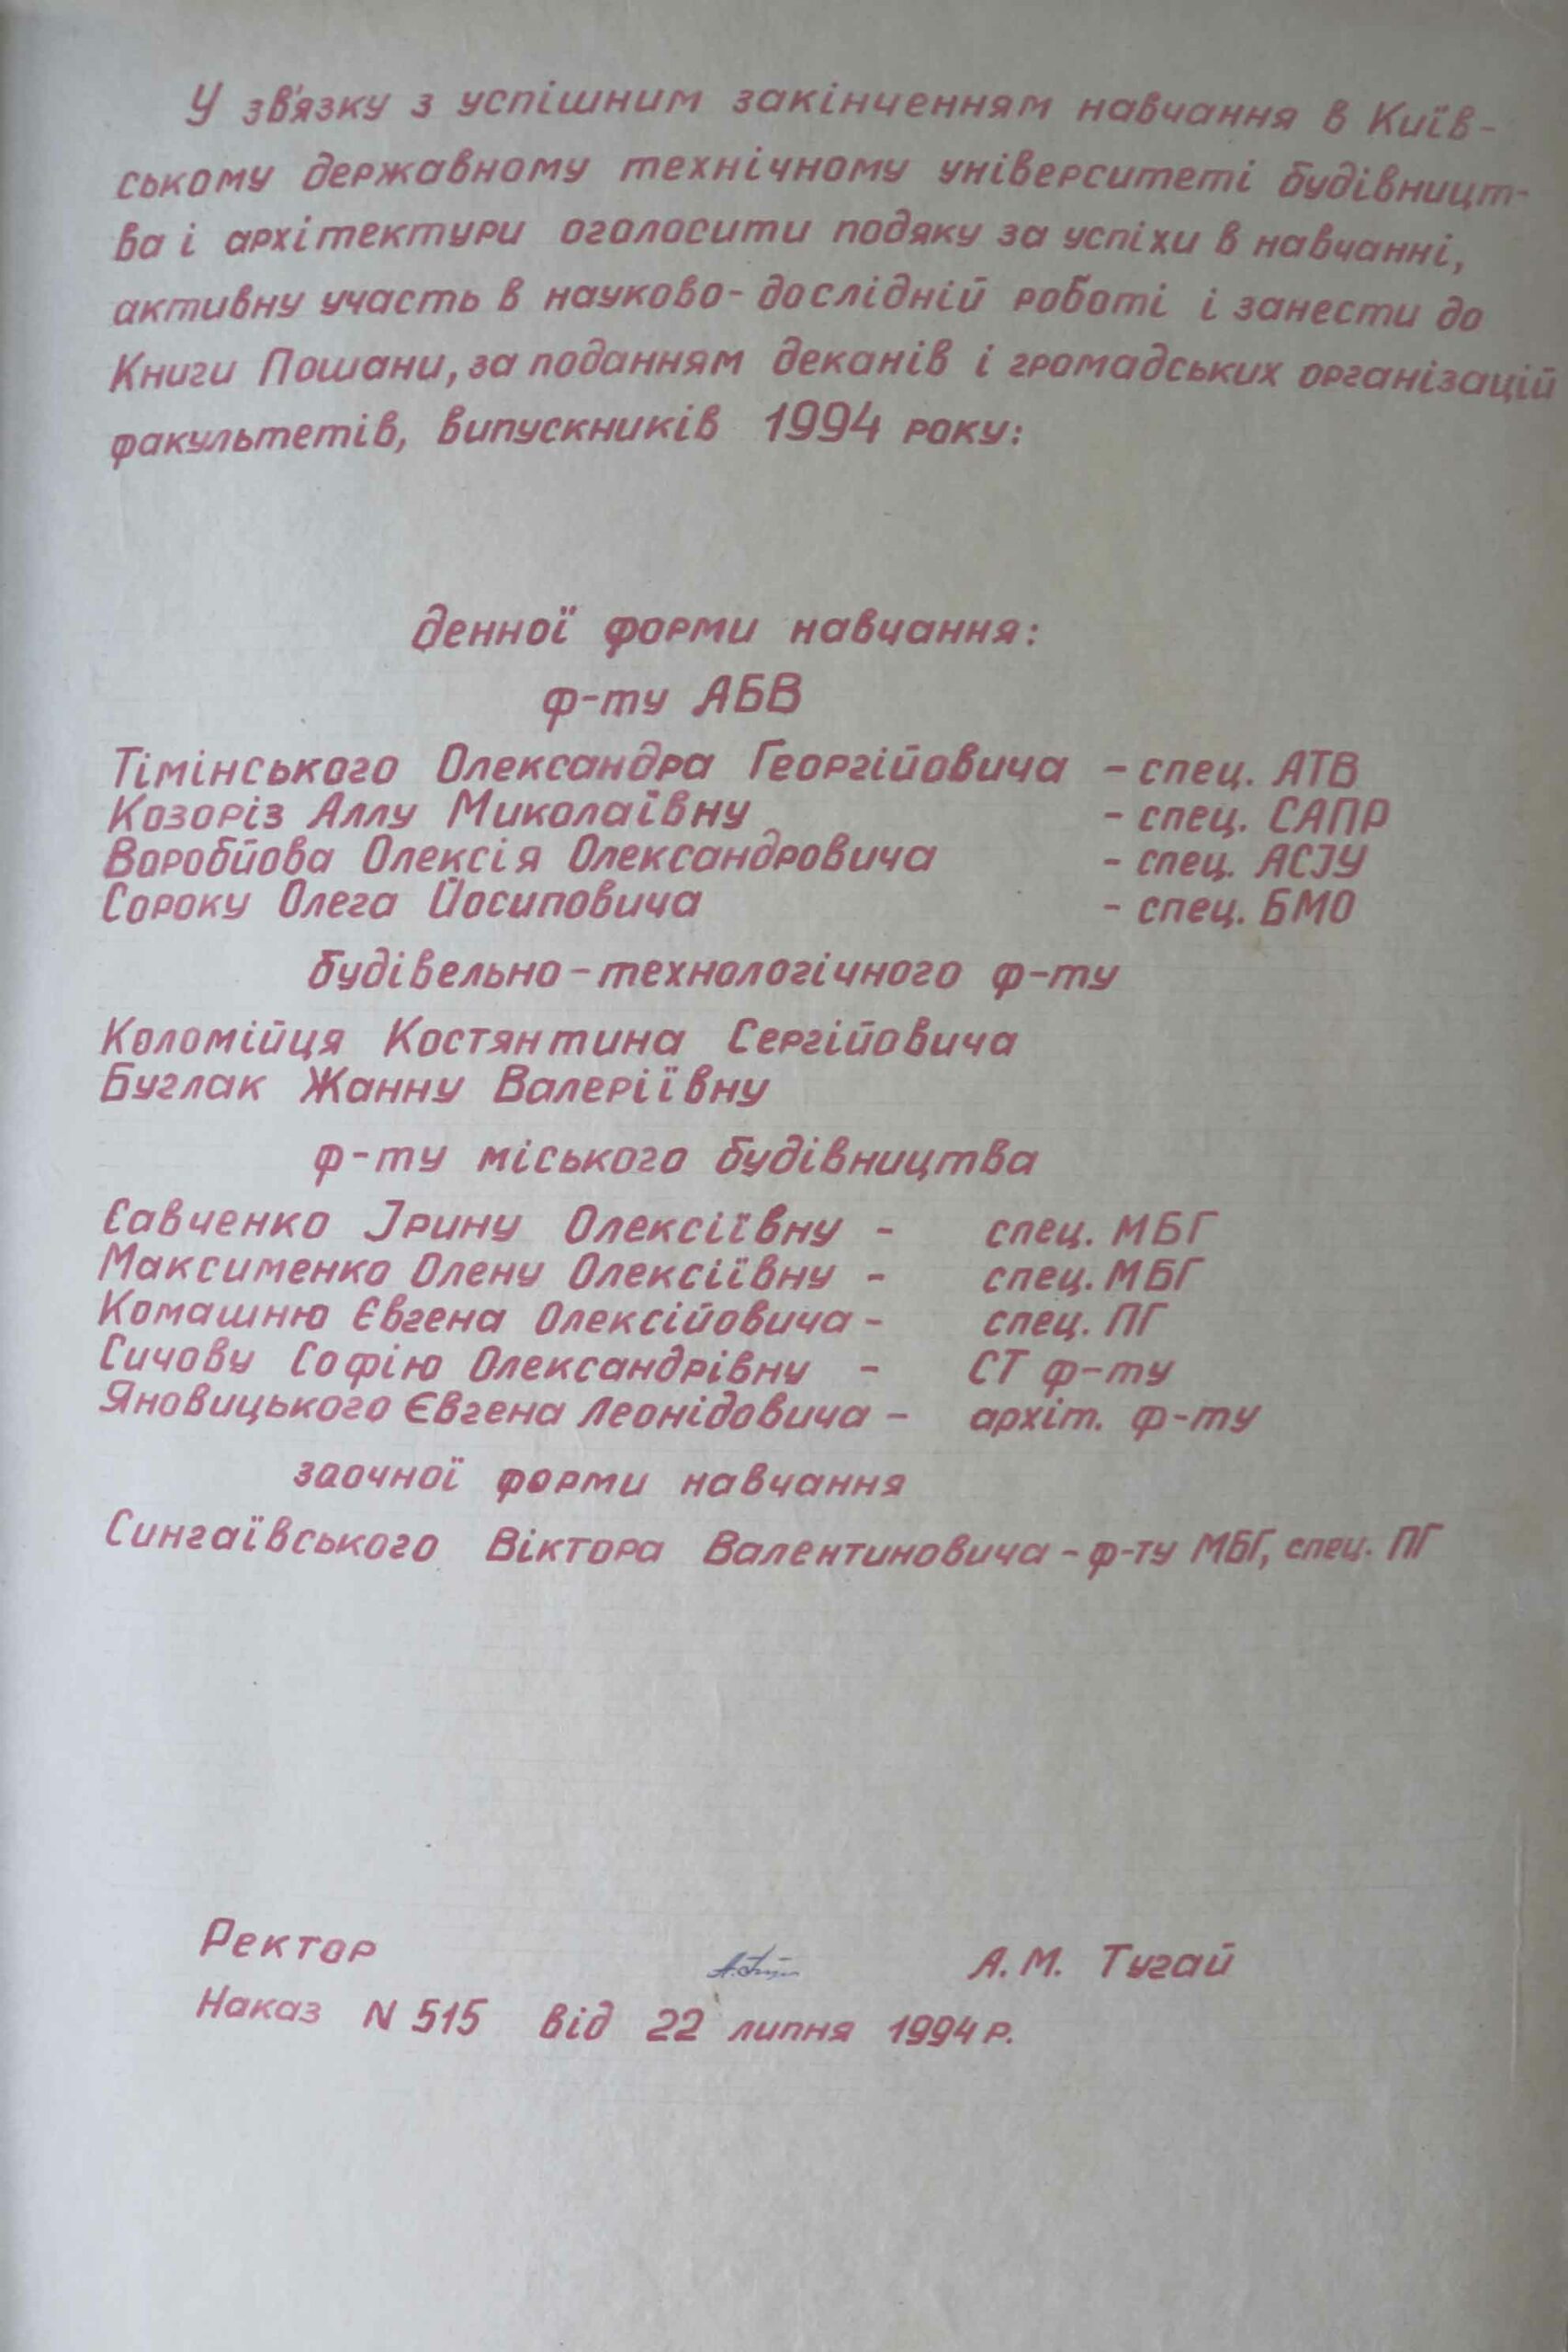 У зв'язку з успішним закінченням навчання в Київ-
ському державному технічному університеті будівницт-
ва і архітектури оголосити подяку за успіхи в навчанні,
активну участь в науково-дослідній роботі і занести до
Книги Пошани, за поданням деканів і громадських організацій
факультетів, випускників 1994 року:
денної форми навчання:
ф-ту АБВ
Тімінського Олександра Георгійовича - спец. АТВ
Козоріз Аллу Миколаївну - спец. САПР
Воробйова Олексія Олександровича - спец. АСІУ
Сороку Олега Йосиповича - спец. БМО
будівельно-технологічного ф-ту
Коломійця Костянтина Сергійовича
Буглак Жанну Валеріївну
ф-ту міського будівництва
Савченко Ірину Олексіївну - спец. МБГ
Максименко Олену Олексіївну - спец. МБГ
Комашню Євгена Олексійовича - спец. ПГ
Сичову Софію Олександрівну - СТ ф-ту
Яновицького Євгена Леонідовича - архіт. ф-ту
заочної форми навчання
Сингаївського Віктора Валентиновича - ф-ту МБГ, спец. ПГ
Ректор А.М. Тугай
Наказ N 515 від 22 липня 1994 р.